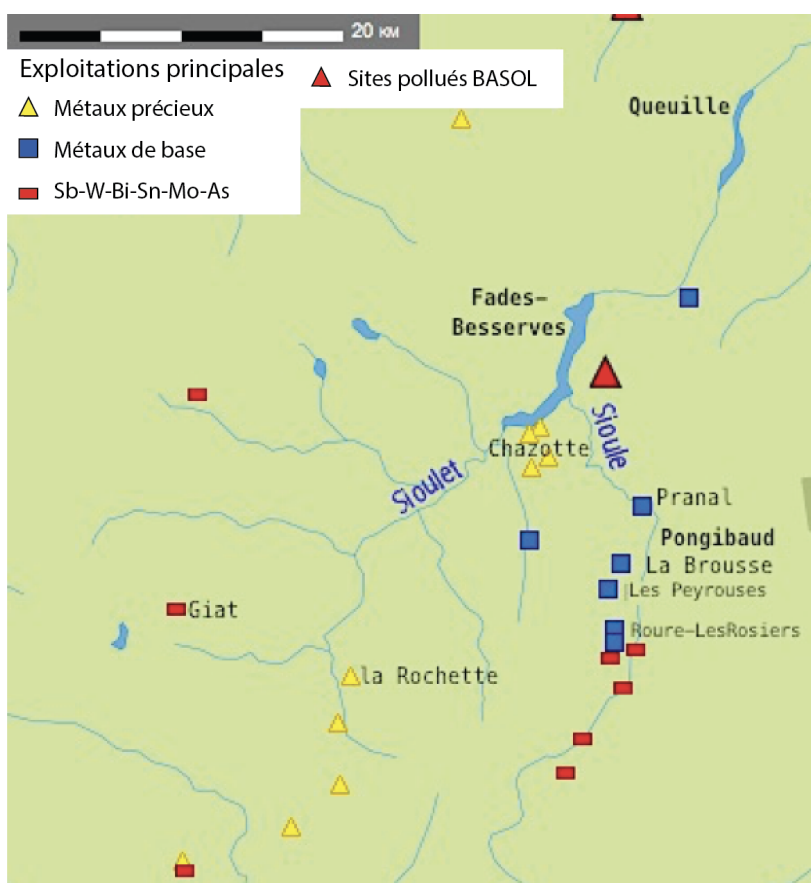 20 KM
Exploitations principales
Sites pollués BASOL
Métaux précieux
Métaux de base
Sb-W-Bi-Sn-Mo-As
Queuille
Fades-
Besserves
Chazotte
Sioule
Sioulet
Pranal
Pongibaud
La Brousse
Les Peyrouses
Giat
Roure-LesRosiers
la Rochette